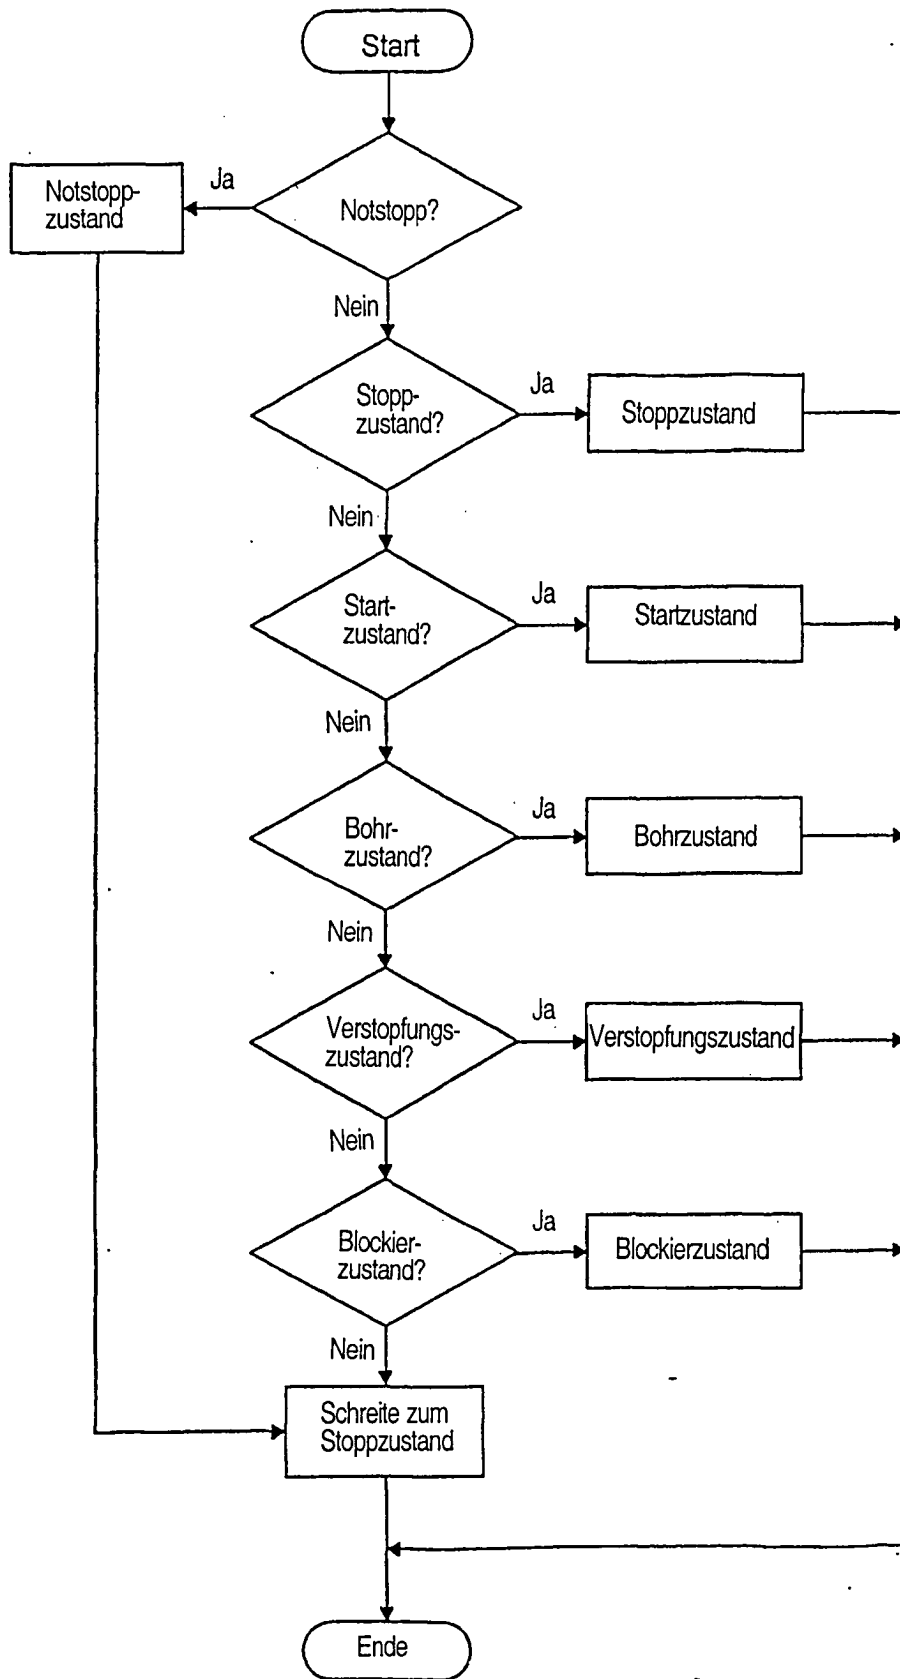 Start
Notstopp?
Ja
Notstopp-
zustand
Nein
Stopp-
zustand?
Ja
Stoppzustand
Nein
Start-
zustand?
Ja
Startzustand
Nein
Bohr-
zustand?
Ja
Bohrzustand
Nein
Verstopfungs-
zustand?
Ja
Verstopfungszustand
Nein
Blockier-
zustand?
Ja
Blockierzustand
Nein
Schreite zum
Stoppzustand
Ende